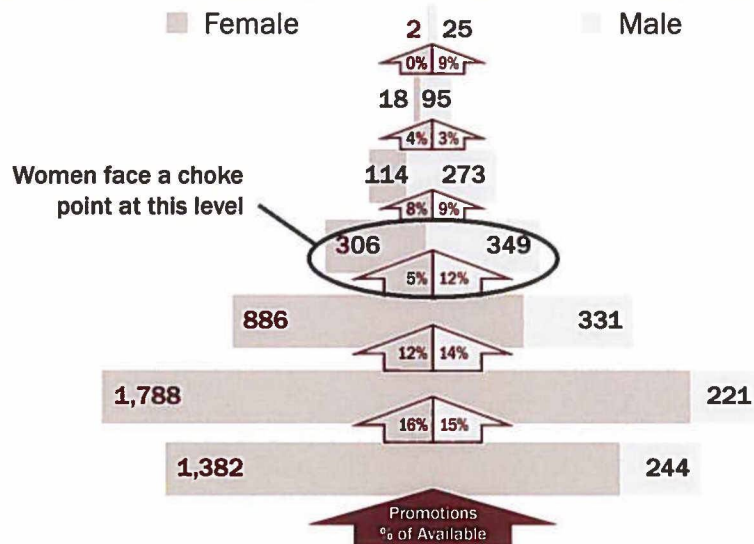 Female
2 25
Male
0% 9%
18 95
4% 3%
114 273
8% 9%
Women face a choke
point at this level
306 349
5% 12%
886 331
12% 14%
1,788 221
16% 15%
1,382 244
Promotions
% of Available